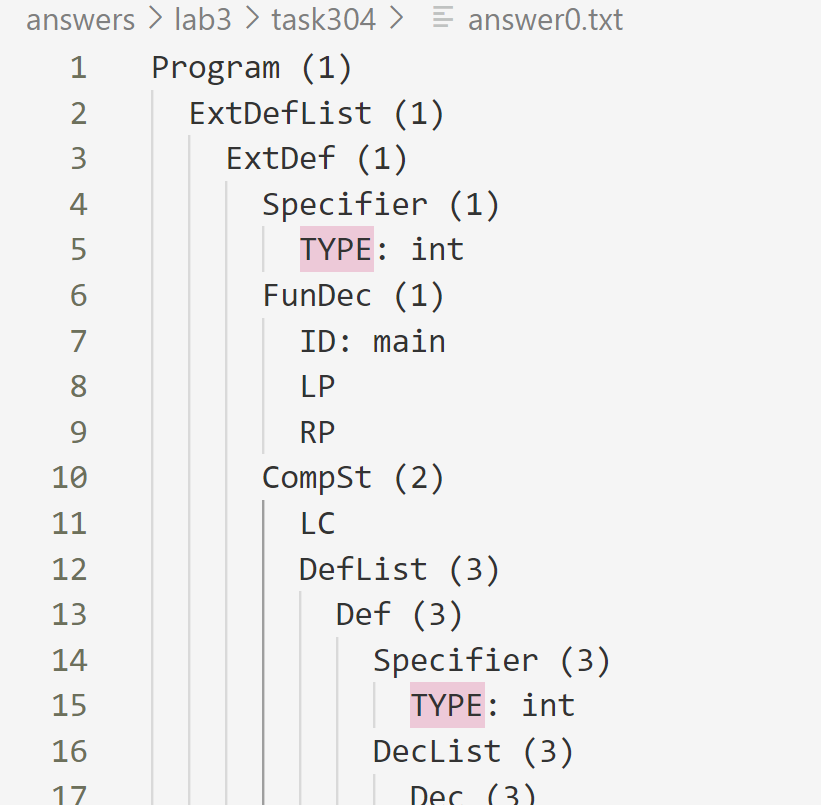 answers > lab3 > task304 > answer0.txt
1 Program (1)
2 ExtDefList (1)
3 ExtDef (1)
4 Specifier (1)
5 TYPE: int
6 FunDec (1)
7 ID: main
8 LP
9 RP
10 CompSt (2)
11 LC
12 DefList (3)
13 Def (3)
14 Specifier (3)
15 TYPE: int
16 DecList (3)
17 Dec (3)